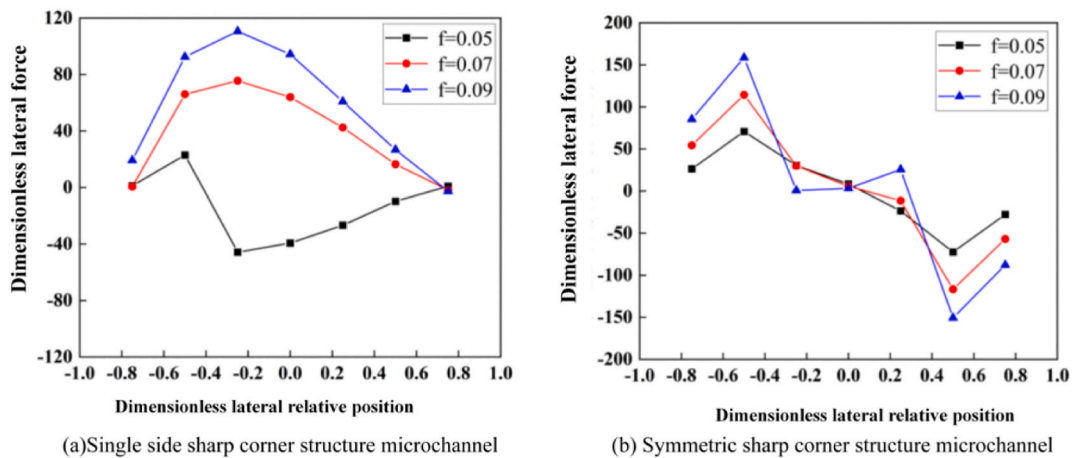 120
80
40
0
-40
-80
-120
Dimensionless lateral force
f=0.05
f=0.07
f=0.09
-1.0 -0.8 -0.6 -0.4 -0.2 0.0 0.2 0.4 0.6 0.8 1.0
Dimensionless lateral relative position
(a)Single side sharp corner structure microchannel
200
150
100
50
0
-50
-100
-150
-200
Dimensionless lateral force
f=0.05
f=0.07
f=0.09
-1.0 -0.8 -0.6 -0.4 -0.2 0.0 0.2 0.4 0.6 0.8 1.0
Dimensionless lateral relative position
(b) Symmetric sharp corner structure microchannel